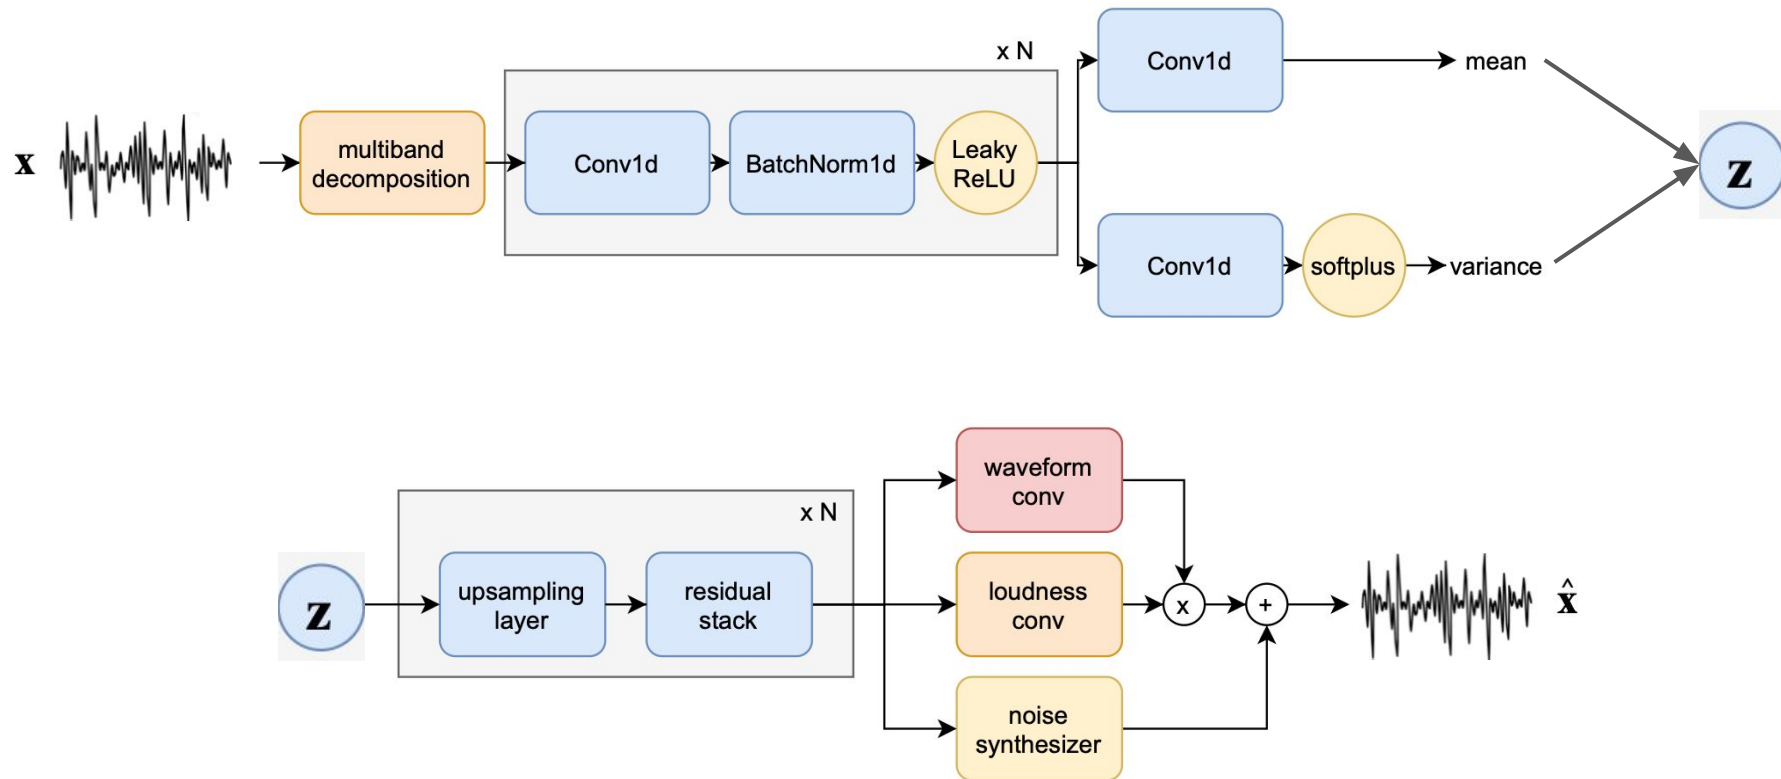 x
multiband
decomposition
x N
Conv1d
BatchNorm1d
Leaky
ReLU
Conv1d
mean
Conv1d
softplus
variance
z
z
x N
upsampling
layer
residual
stack
waveform
conv
loudness
conv
noise
synthesizer
x
+
x̂